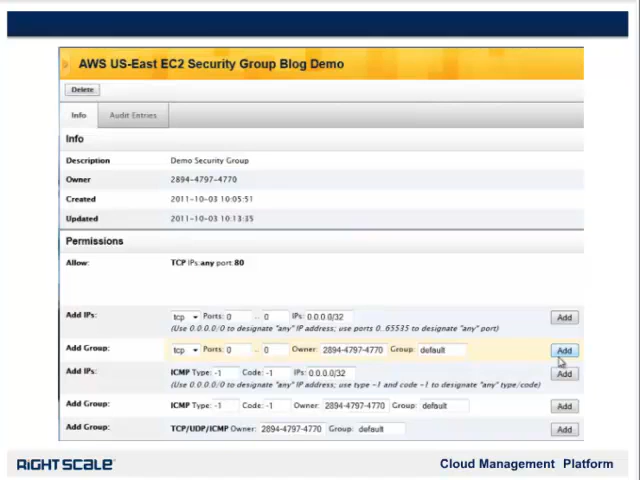 AWS US-East EC2 Security Group Blog Demo
Delete
Info Audit Entries
Info
Description Demo Security Group
Owner 2894-4797-4770
Created 2011-10-03 10:05:51
Updated 2011-10-03 10:13:35
Permissions
Allow: TCP IPs:any port:80
Add IPs: tcp Ports: 0 .. 0 IPs: 0.0.0.0/32 Add
(Use 0.0.0.0/0 to designate "any" IP address; use ports 0..65535 to designate "any" port)
Add Group: tcp Ports: 0 .. 0 Owner: 2894-4797-4770 Group: default Add
Add IPs: ICMP Type: -1 Code: -1 IPs: 0.0.0.0/32 Add
(Use 0.0.0.0/0 to designate "any" IP address; use type -1 and code -1 to designate "any" type/code)
Add Group: ICMP Type: -1 Code: -1 Owner: 2894-4797-4770 Group: default Add
Add Group: TCP/UDP/ICMP Owner: 2894-4797-4770 Group: default Add
RIGHTSCALE Cloud Management Platform